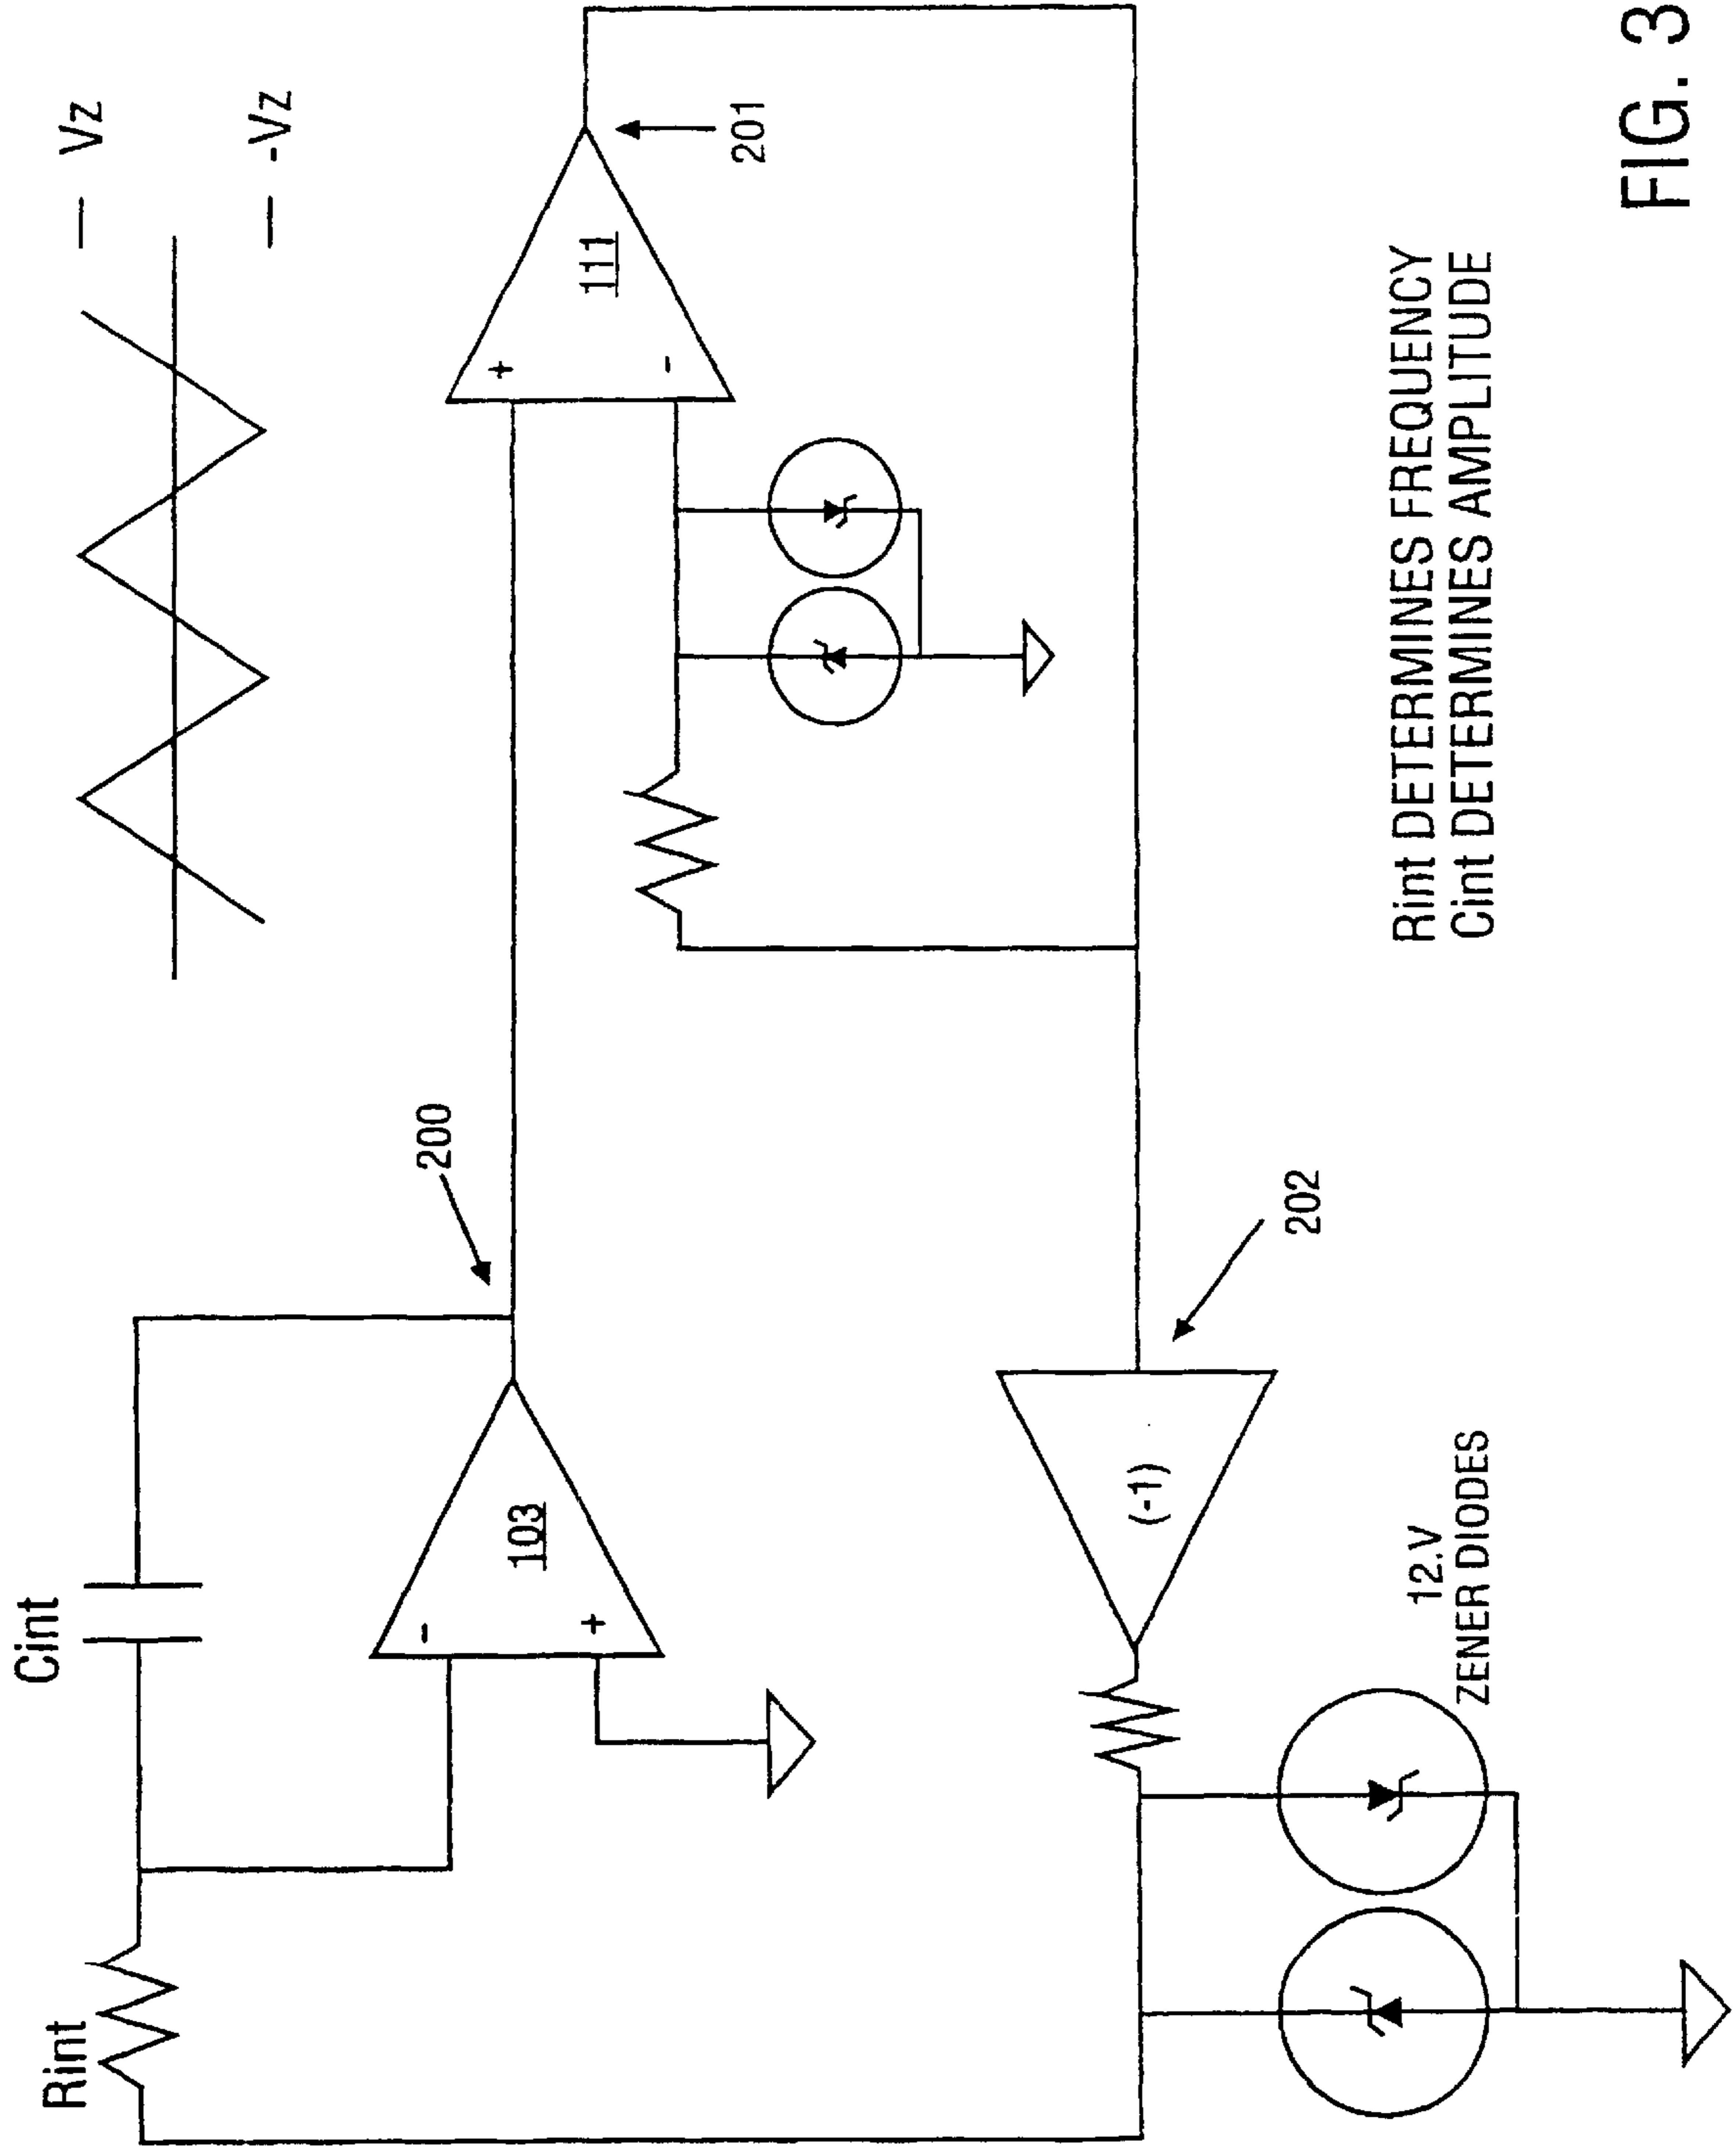 Rint
Cint
-
+
103
200
+
-
111
201
Vz
-Vz
(-1)
202
12.V
ZENER DIODES
Rint DETERMINES FREQUENCY
Cint DETERMINES AMPLITUDE
FIG. 3